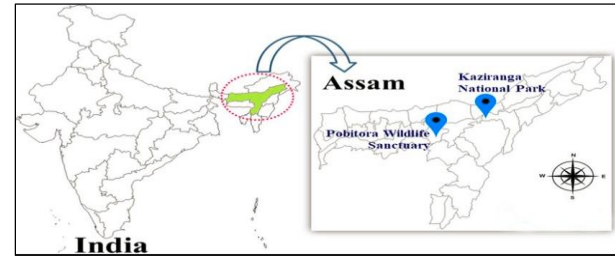 India
Assam
Kaziranga
National Park
Pobitora Wildlife
Sanctuary
N
W
E
S